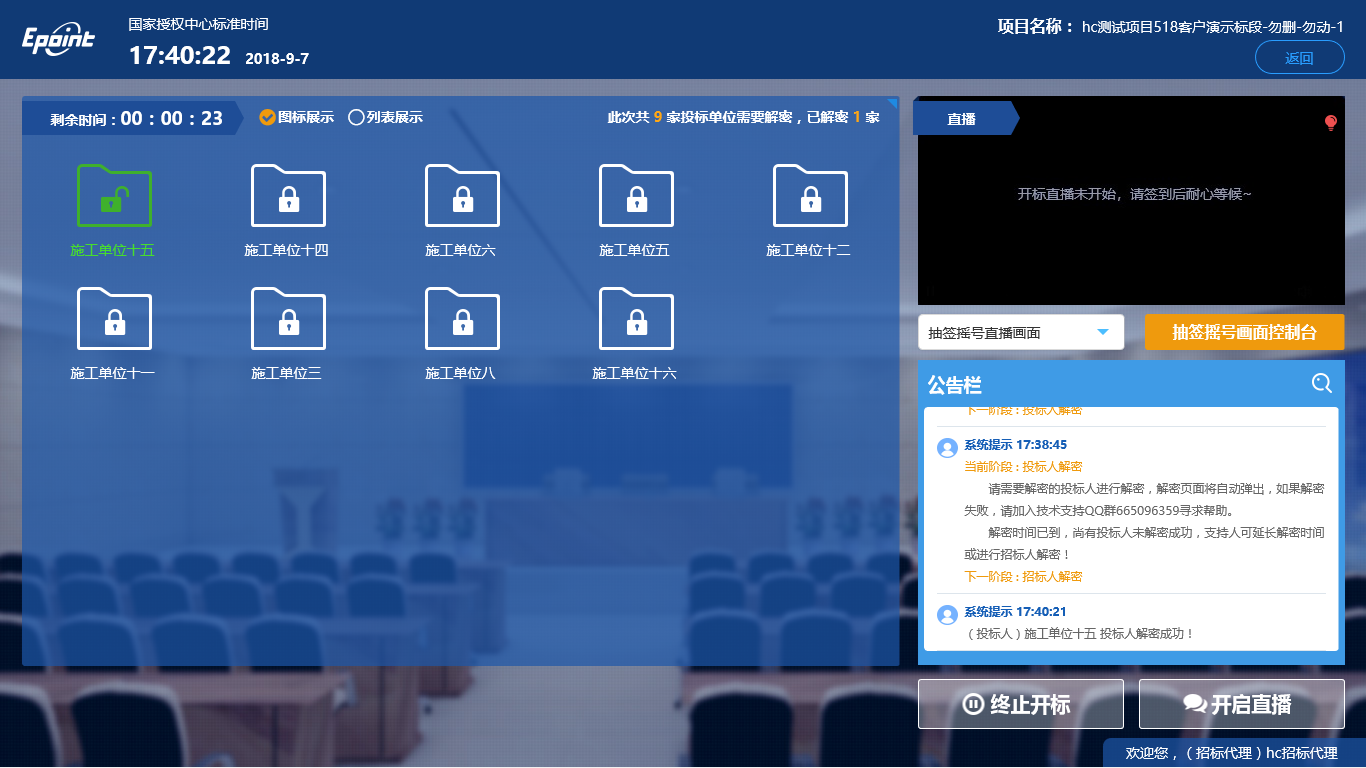 Epoint
国家授权中心标准时间
17:40:22 2018-9-7
项目名称： hc测试项目518客户演示标段-勿删-勿动-1
返回
剩余时间：00：00：23
图标展示 列表展示
此次共 9 家投标单位需要解密，已解密 1 家
施工单位十五 施工单位十四 施工单位六 施工单位五 施工单位十二
施工单位十一 施工单位三 施工单位八 施工单位十六
直播
开标直播未开始，请签到后耐心等候~
抽签摇号直播画面
抽签摇号画面控制台
公告栏
下一阶段：投标人解密
系统提示 17:38:45
当前阶段：投标人解密
请需要解密的投标人进行解密，解密页面将自动弹出，如果解密
失败，请加入技术支持QQ群665096359寻求帮助。
解密时间已到，尚有投标人未解密成功，支持人可延长解密时间
或进行招标人解密！
下一阶段：招标人解密
系统提示 17:40:21
（投标人）施工单位十五 投标人解密成功！
终止开标
开启直播
欢迎您，（招标代理）hc招标代理